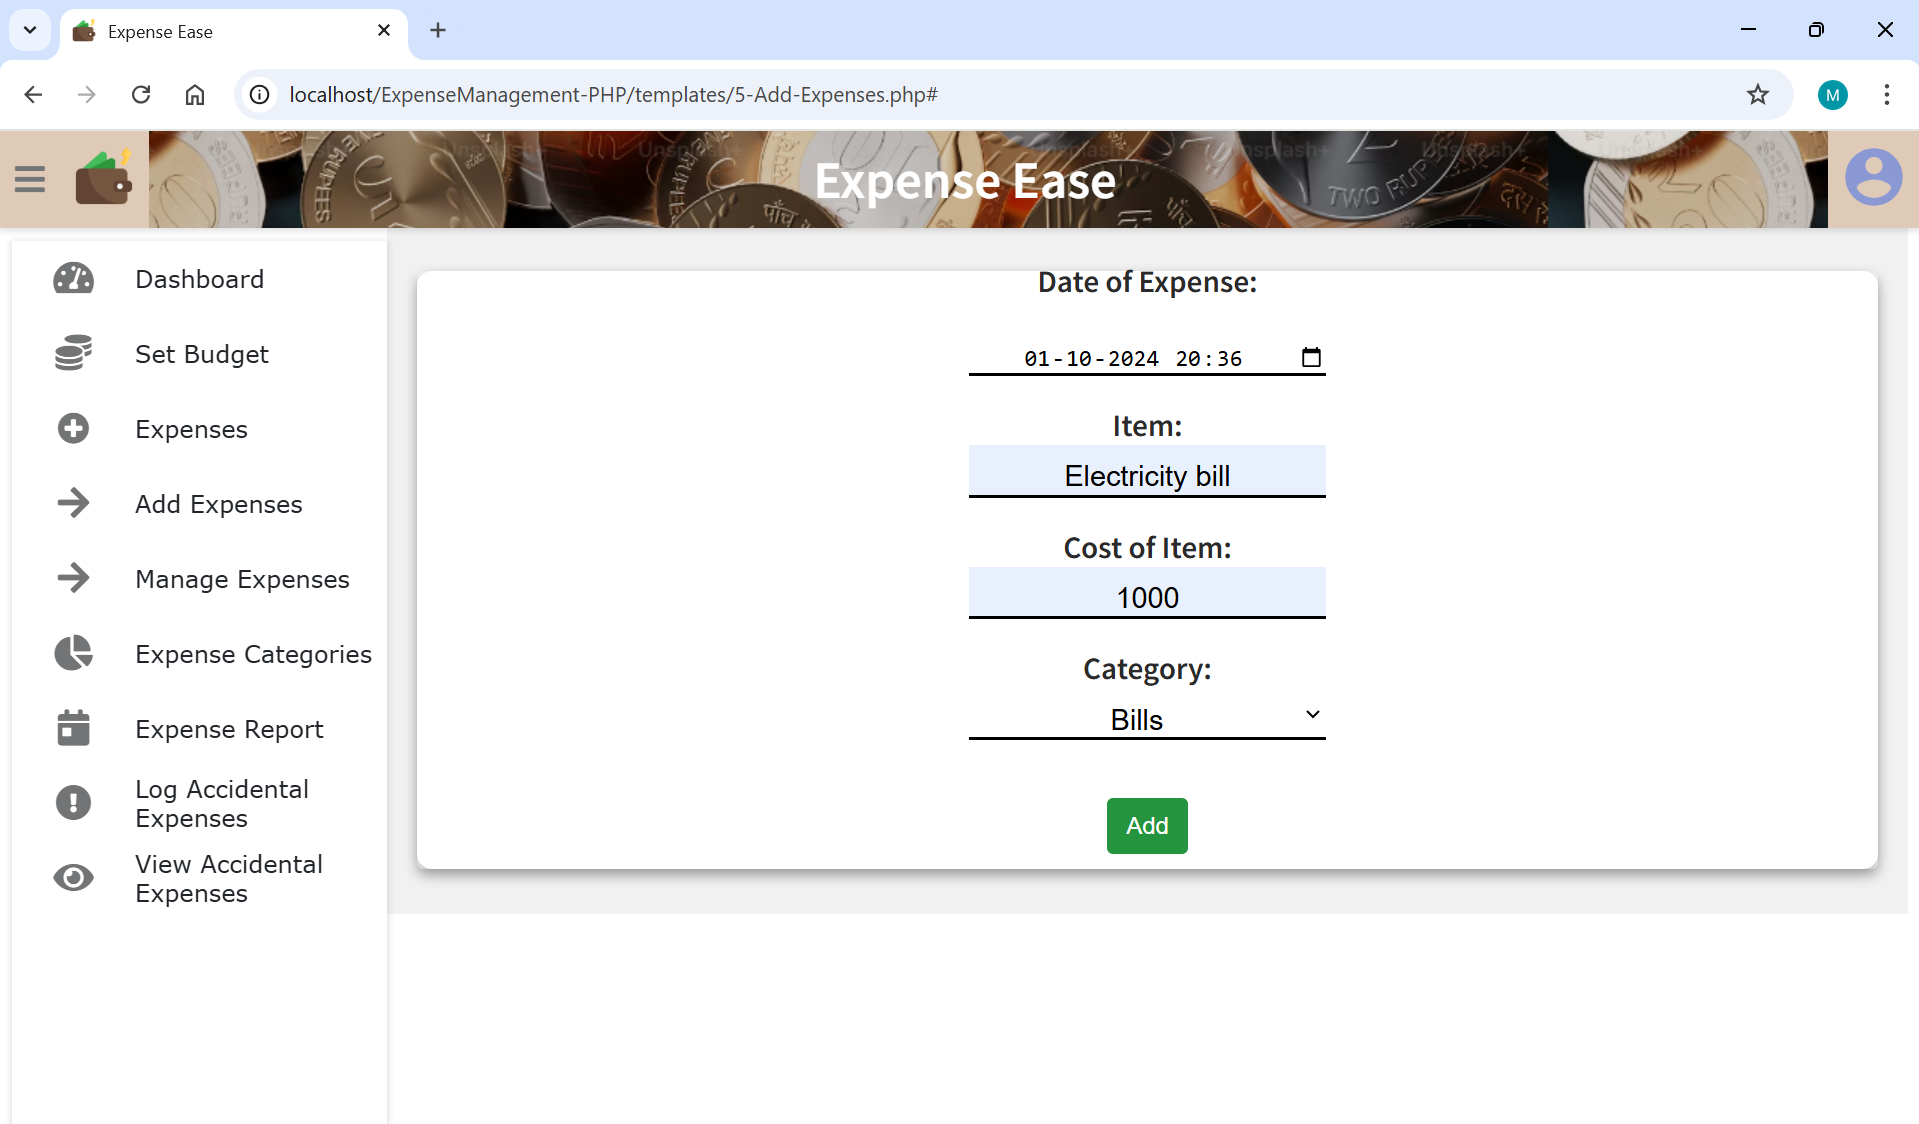 Expense Ease
localhost/ExpenseManagement-PHP/templates/5-Add-Expenses.php#
M
Expense Ease
TWO RUP
पाँच
पाँच
Dashboard
Set Budget
Expenses
Add Expenses
Manage Expenses
Expense Categories
Expense Report
Log Accidental
Expenses
View Accidental
Expenses
Date of Expense:
01-10-2024 20:36
Item:
Electricity bill
Cost of Item:
1000
Category:
Bills
Add